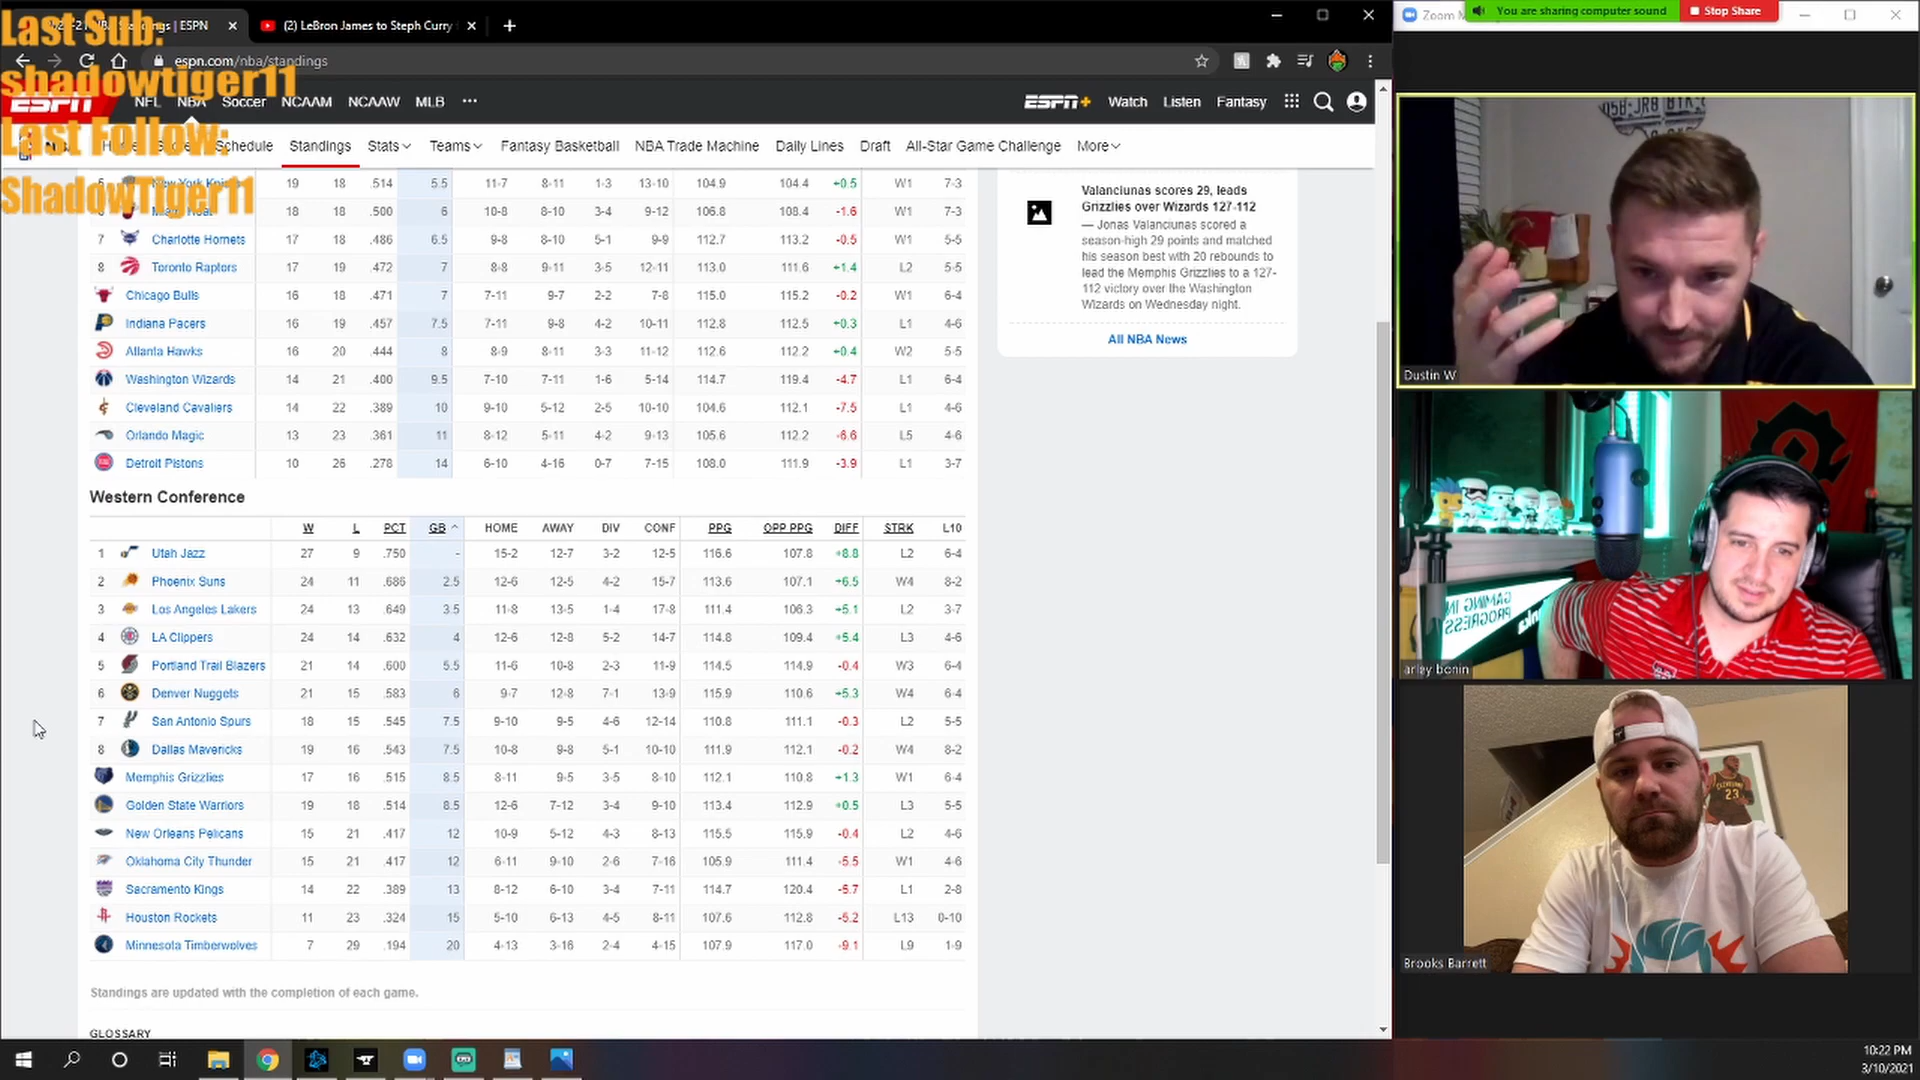 Last Sub:
shadowtiger11
Last Follow:
ShadowTiger11
Standings | ESPN
(2) LeBron James to Steph Curry
espn.com/nba/standings
ESPN
NFL NBA Soccer NCAAM NCAAW MLB ...
ESPN+ Watch Listen Fantasy
Schedule Standings Stats Teams Fantasy Basketball NBA Trade Machine Daily Lines Draft All-Star Game Challenge More
New York Knicks 19 18 .514 5.5 11-7 8-11 1-3 13-10 104.9 104.4 +0.5 W1 7-3
Miami Heat 18 18 .500 6 10-8 8-10 3-4 9-12 106.8 108.4 -1.6 W1 7-3
7 Charlotte Hornets 17 18 .486 6.5 9-8 8-10 5-1 9-9 112.7 113.2 -0.5 W1 5-5
8 Toronto Raptors 17 19 .472 7 8-8 9-11 3-5 12-11 113.0 111.6 +1.4 L2 5-5
Chicago Bulls 16 18 .471 7 7-11 9-7 2-2 7-8 115.0 115.2 -0.2 W1 6-4
Indiana Pacers 16 19 .457 7.5 7-11 9-8 4-2 10-11 112.8 112.5 +0.3 L1 4-6
Atlanta Hawks 16 20 .444 8 8-9 8-11 3-3 11-12 112.6 112.2 +0.4 W2 5-5
Washington Wizards 14 21 .400 9.5 7-10 7-11 1-6 5-14 114.7 119.4 -4.7 L1 6-4
Cleveland Cavaliers 14 22 .389 10 9-10 5-12 2-5 10-10 104.6 112.1 -7.5 L1 4-6
Orlando Magic 13 23 .361 11 8-12 5-11 4-2 9-13 105.6 112.2 -6.6 L5 4-6
Detroit Pistons 10 26 .278 14 6-10 4-16 0-7 7-15 108.0 111.9 -3.9 L1 3-7
Western Conference
W L PCT GB HOME AWAY DIV CONF PPG OPP PPG DIFF STRK L10
1 Utah Jazz 27 9 .750 - 15-2 12-7 3-2 12-5 116.6 107.8 +8.8 L2 6-4
2 Phoenix Suns 24 11 .686 2.5 12-6 12-5 4-2 15-7 113.6 107.1 +6.5 W4 8-2
3 Los Angeles Lakers 24 13 .649 3.5 11-8 13-5 1-4 17-8 111.4 106.3 +5.1 L2 3-7
4 LA Clippers 24 14 .632 4 12-6 12-8 5-2 14-7 114.8 109.4 +5.4 L3 4-6
5 Portland Trail Blazers 21 14 .600 5.5 11-6 10-8 2-3 11-9 114.5 114.9 -0.4 W3 6-4
6 Denver Nuggets 21 15 .583 6 9-7 12-8 7-1 13-9 115.9 110.6 +5.3 W4 6-4
7 San Antonio Spurs 18 15 .545 7.5 9-10 9-5 4-6 12-14 110.8 111.1 -0.3 L2 5-5
8 Dallas Mavericks 19 16 .543 7.5 10-8 9-8 5-1 10-10 111.9 112.1 -0.2 W4 8-2
Memphis Grizzlies 17 16 .515 8.5 8-11 9-5 3-5 8-10 112.1 110.8 +1.3 W1 6-4
Golden State Warriors 19 18 .514 8.5 12-6 7-12 3-4 9-10 113.4 112.9 +0.5 L3 5-5
New Orleans Pelicans 15 21 .417 12 10-9 5-12 4-3 8-13 115.5 115.9 -0.4 L2 4-6
Oklahoma City Thunder 15 21 .417 12 6-11 9-10 2-6 7-16 105.9 111.4 -5.5 W1 4-6
Sacramento Kings 14 22 .389 13 8-12 6-10 3-4 7-11 114.7 120.4 -5.7 L1 2-8
Houston Rockets 11 23 .324 15 5-10 6-13 4-5 8-11 107.6 112.8 -5.2 L13 0-10
Minnesota Timberwolves 7 29 .194 20 4-13 3-16 2-4 4-15 107.9 117.0 -9.1 L9 1-9
Standings are updated with the completion of each game.
GLOSSARY
Valanciunas scores 29, leads
Grizzlies over Wizards 127-112
— Jonas Valanciunas scored a
season-high 29 points and matched
his season best with 20 rebounds to
lead the Memphis Grizzlies to a 127-
112 victory over the Washington
Wizards on Wednesday night.
All NBA News
Zoom
You are sharing computer sound
Stop Share
Dustin W
GAMING IN
PROGRESS
arley bonin
CLEVELAND
23
Brooks Barrett
10:22 PM
3/10/2021